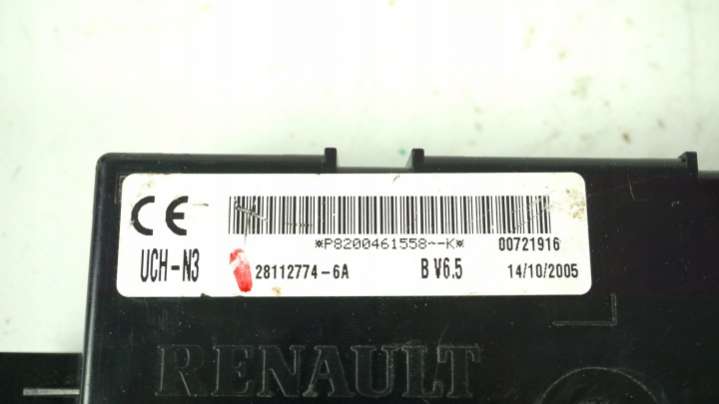 CE
*P8200461558--K* 00721916
UCH-N3 28112774-6A B V6.5 14/10/2005
RENAULT